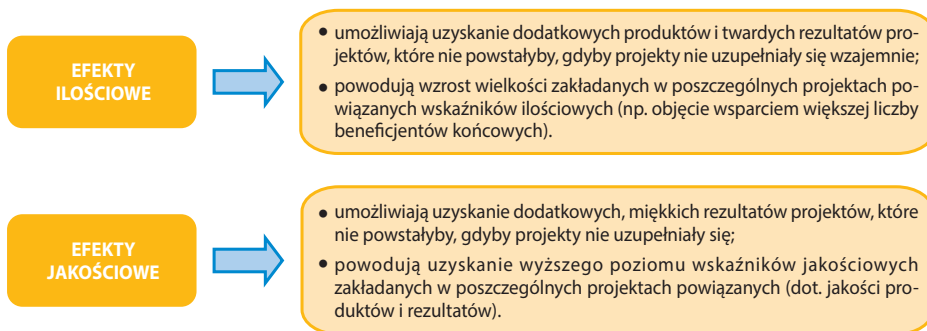 EFEKTY
ILOŚCIOWE
• umożliwiają uzyskanie dodatkowych produktów i twardych rezultatów pro-
jektów, które nie powstałyby, gdyby projekty nie uzupełniały się wzajemnie;
• powodują wzrost wielkości zakładanych w poszczególnych projektach po-
wiązanych wskaźników ilościowych (np. objęcie wsparciem większej liczby
beneficjentów końcowych).
EFEKTY
JAKOŚCIOWE
• umożliwiają uzyskanie dodatkowych, miękkich rezultatów projektów, które
nie powstałyby, gdyby projekty nie uzupełniały się;
• powodują uzyskanie wyższego poziomu wskaźników jakościowych
zakładanych w poszczególnych projektach powiązanych (dot. jakości pro-
duktów i rezultatów).